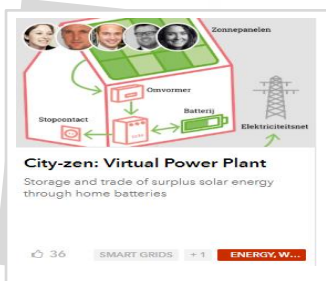 Zonnepanelen
Omvormer
Stopcontact
Batterij
Elektriciteitsnet
City-zen: Virtual Power Plant
Storage and trade of surplus solar energy
through home batteries
36
SMART GRIDS
+ 1
ENERGY, W...